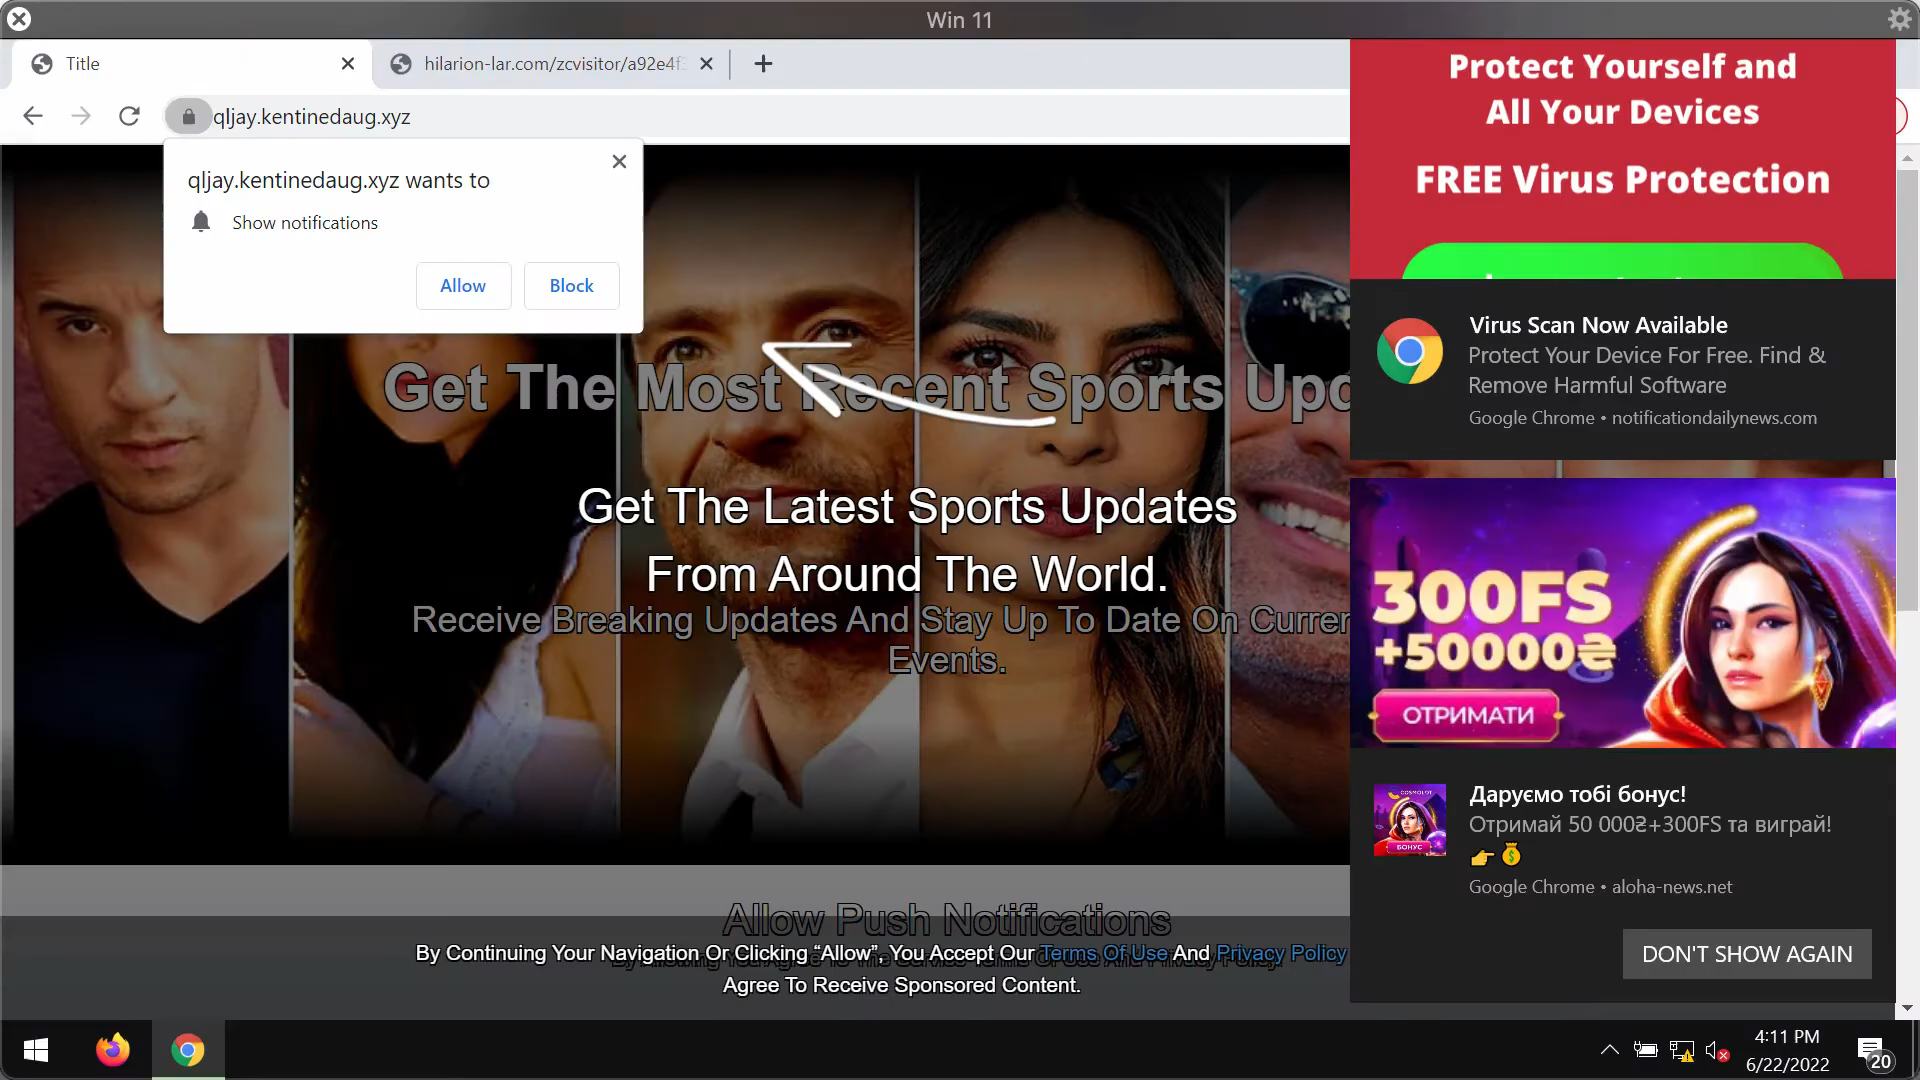 Win 11
Title
hilarion-lar.com/zcvisitor/a92e4f
qljay.kentinedaug.xyz
qljay.kentinedaug.xyz wants to
Show notifications
Allow
Block
Get The Most Recent Sports Upd
Get The Latest Sports Updates
From Around The World.
Receive Breaking Updates And Stay Up To Date On Curren
Events.
Allow Push Notifications
By Continuing Your Navigation Or Clicking “Allow”, You Accept Our Terms Of Use And Privacy Policy
Agree To Receive Sponsored Content.
Protect Yourself and
All Your Devices
FREE Virus Protection
Virus Scan Now Available
Protect Your Device For Free. Find &
Remove Harmful Software
Google Chrome • notificationdailynews.com
300FS
+50000₴
ОТРИМАТИ
COSMOLOT
БОНУС
Даруємо тобі бонус!
Отримай 50 000₴+300FS та виграй!
👉💰
Google Chrome • aloha-news.net
DON'T SHOW AGAIN
4:11 PM
6/22/2022
20